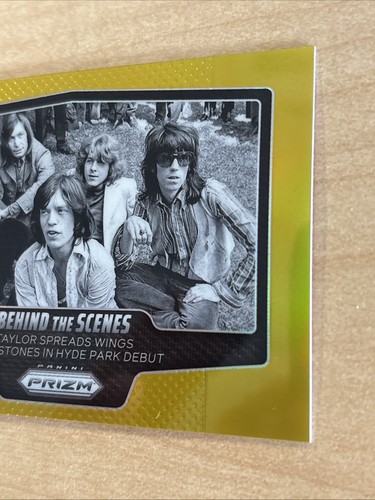 BEHIND THE SCENES
TAYLOR SPREADS WINGS
STONES IN HYDE PARK DEBUT
PANINI
PRIZM